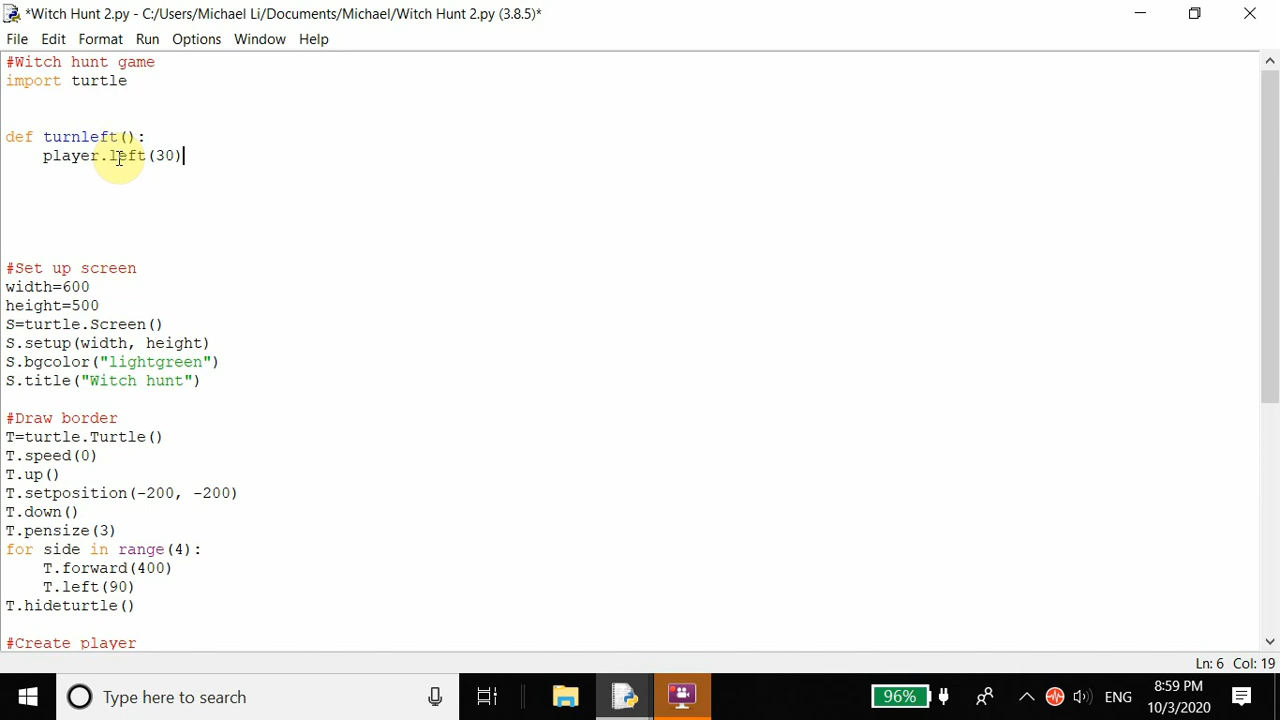 *Witch Hunt 2.py - C:/Users/Michael Li/Documents/Michael/Witch Hunt 2.py (3.8.5)*
File Edit Format Run Options Window Help
#Witch hunt game
import turtle
def turnleft():
    player.left(30)
#Set up screen
width=600
height=500
S=turtle.Screen()
S.setup(width, height)
S.bgcolor("lightgreen")
S.title("Witch hunt")
#Draw border
T=turtle.Turtle()
T.speed(0)
T.up()
T.setposition(-200, -200)
T.down()
T.pensize(3)
for side in range(4):
    T.forward(400)
    T.left(90)
T.hideturtle()
#Create player
Ln: 6 Col: 19
Type here to search
96%
ENG
8:59 PM
10/3/2020